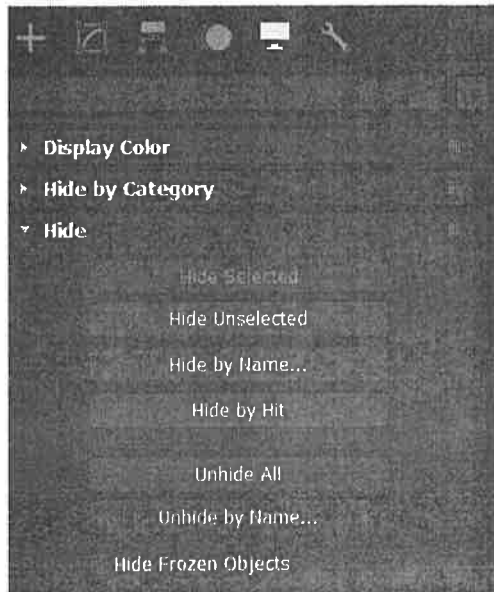 Display Color
Hide by Category
Hide
Hide Selected
Hide Unselected
Hide by Name...
Hide by Hit
Unhide All
Unhide by Name...
Hide Frozen Objects